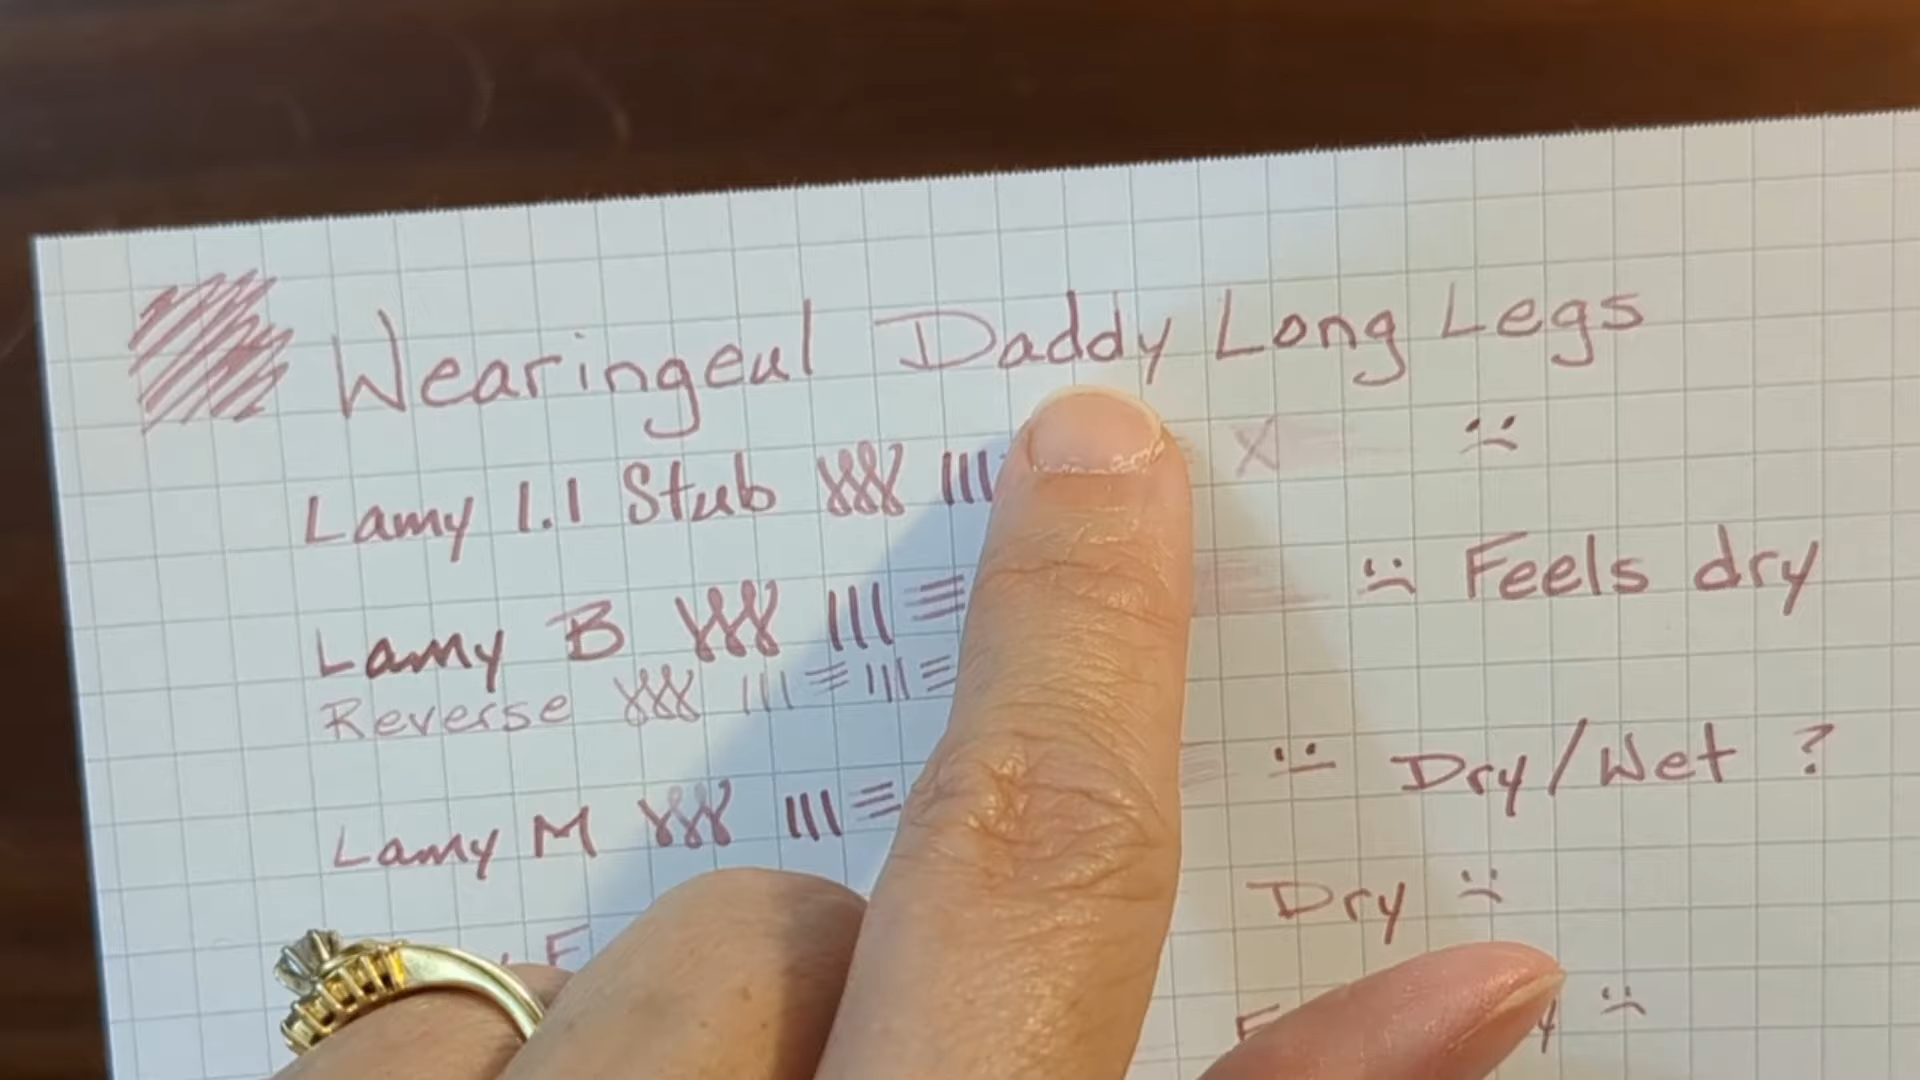 Wearingeul Daddy Long Legs
Lamy 1.1 Stub X
Lamy B Feels dry
Reverse
Lamy M Dry/Wet ?
F Dry